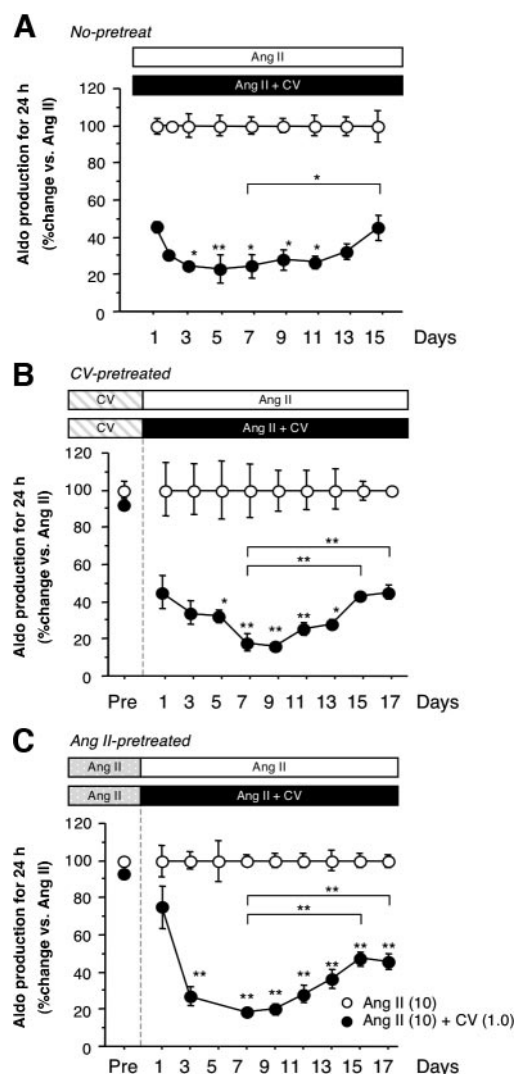 A No-pretreat
Ang II
Ang II + CV
Aldo production for 24 h
(%change vs. Ang II)
120
100
80
60
40
20
0
*
* ** * * *
1 3 5 7 9 11 13 15 Days
B CV-pretreated
CV Ang II
CV Ang II + CV
Aldo production for 24 h
(%change vs. Ang II)
120
100
80
60
40
20
0
**
**
* ** ** ** *
Pre 1 3 5 7 9 11 13 15 17 Days
C Ang II-pretreated
Ang II Ang II
Ang II Ang II + CV
Aldo production for 24 h
(%change vs. Ang II)
120
100
80
60
40
20
0
**
**
** ** ** ** ** ** **
Ang II (10)
Ang II (10) + CV (1.0)
Pre 1 3 5 7 9 11 13 15 17 Days